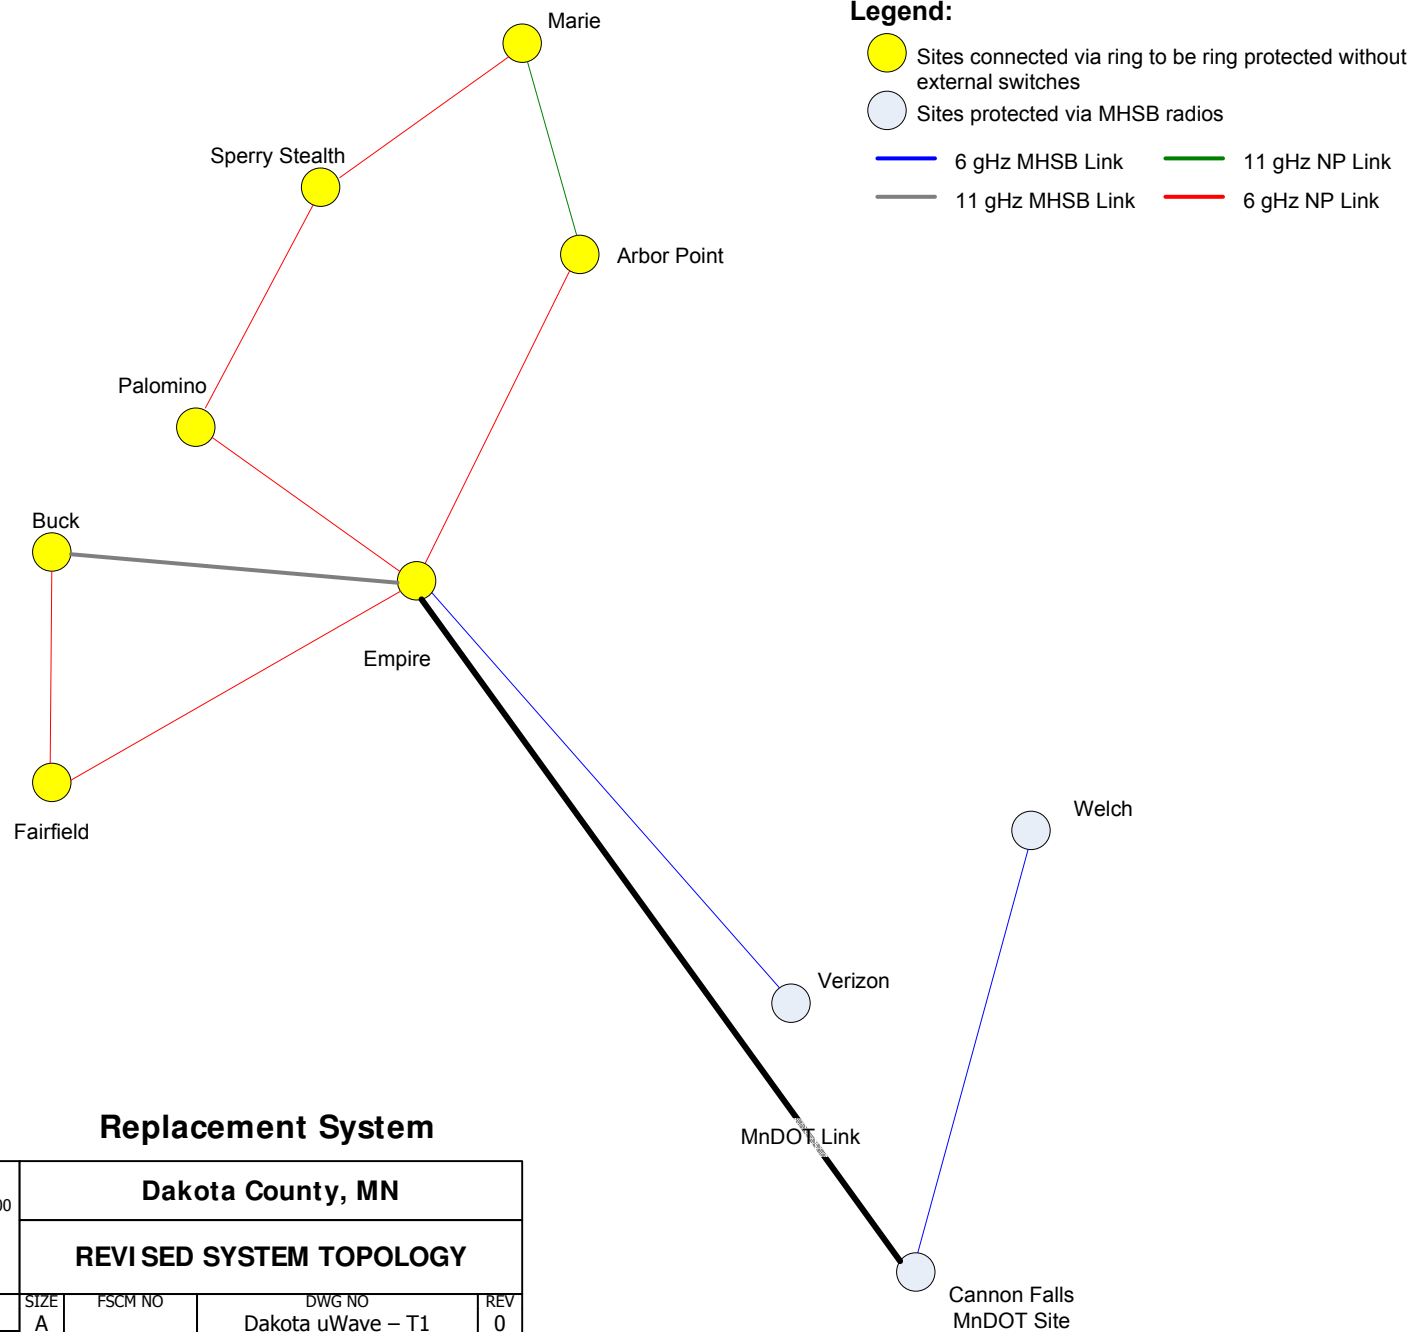 Legend:
Marie
Sites connected via ring to be ring protected without
external switches
Sites protected via MHSB radios
6 gHz MHSB Link
11 gHz NP Link
11 gHz MHSB Link
6 gHz NP Link
Sperry Stealth
Arbor Point
Palomino
Buck
Empire
Fairfield
Welch
Verizon
MnDOT Link
Cannon Falls
MnDOT Site
Replacement System
Dakota County, MN
REVISED SYSTEM TOPOLOGY
SIZE
FSCM NO
DWG NO
REV
A
Dakota uWave – T1
0